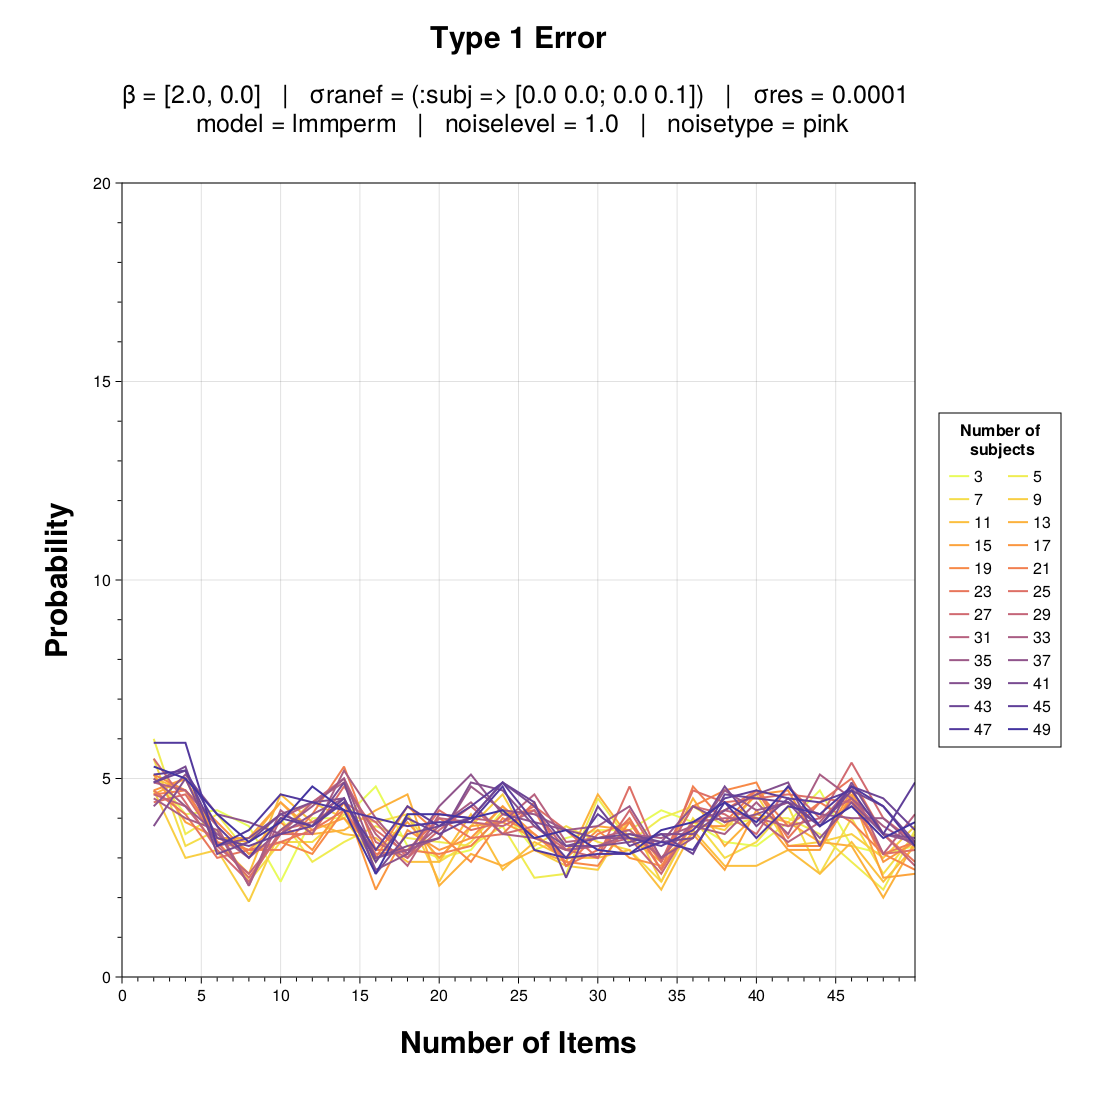 Type 1 Error
β = [2.0, 0.0] | σranef = (:subj => [0.0 0.0; 0.0 0.1]) | σres = 0.0001
model = lmmperm | noiselevel = 1.0 | noisetype = pink
20
15
10
5
0
Probability
0 5 10 15 20 25 30 35 40 45
Number of Items
Number of
subjects
3 5
7 9
11 13
15 17
19 21
23 25
27 29
31 33
35 37
39 41
43 45
47 49